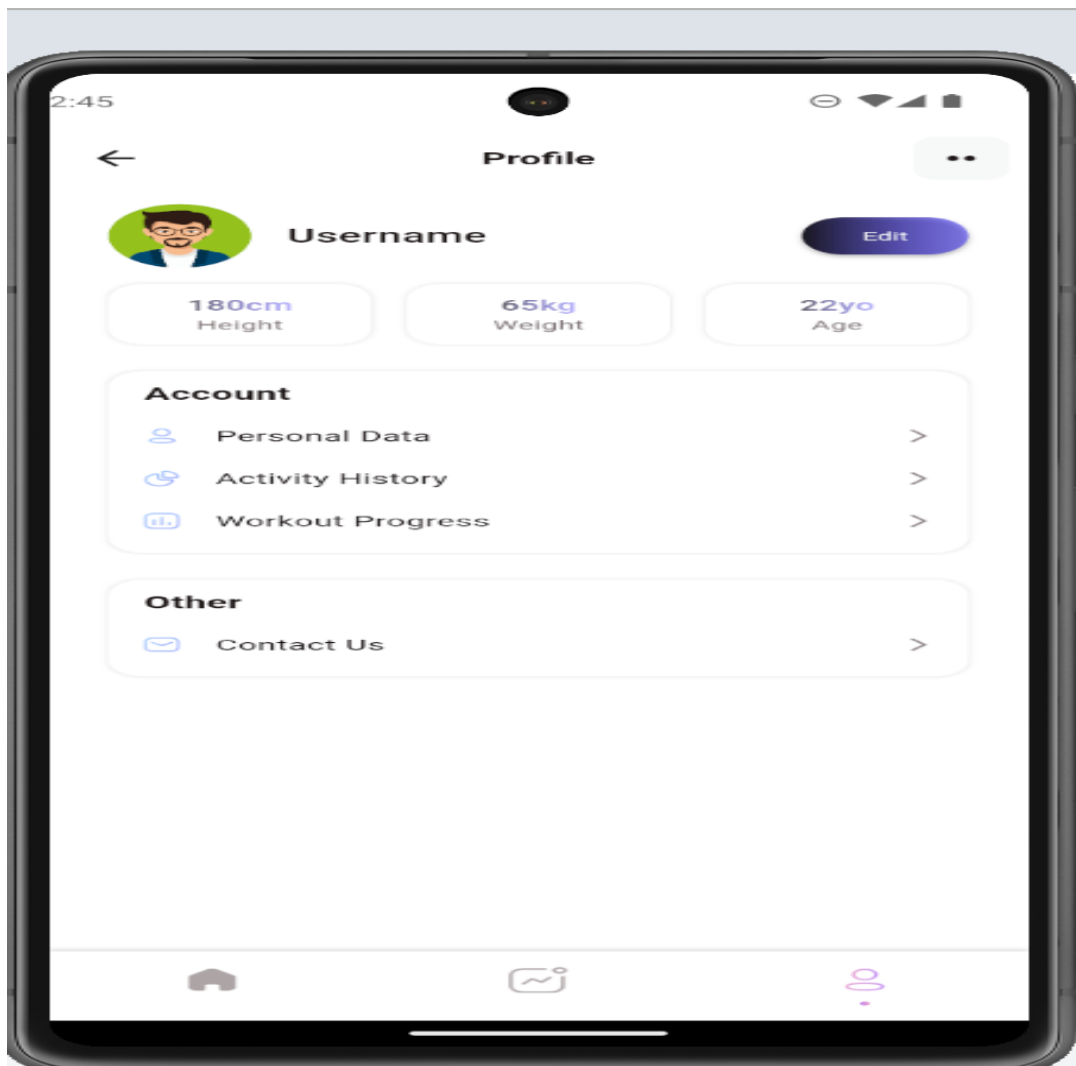 2:45
Profile
Username
Edit
180cm
Height
65kg
Weight
22yo
Age
Account
Personal Data
Activity History
Workout Progress
Other
Contact Us